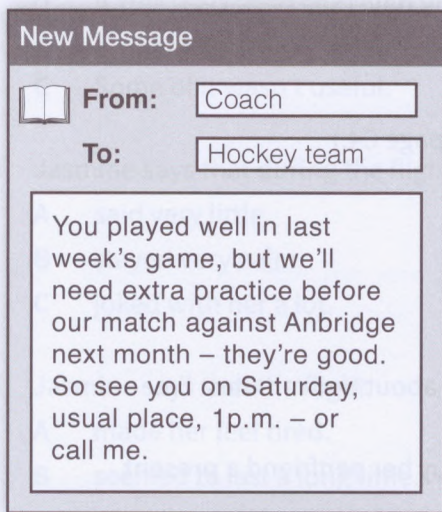 New Message
From: Coach
To: Hockey team
You played well in last
week's game, but we'll
need extra practice before
our match against Anbridge
next month – they're good.
So see you on Saturday,
usual place, 1p.m. – or
call me.